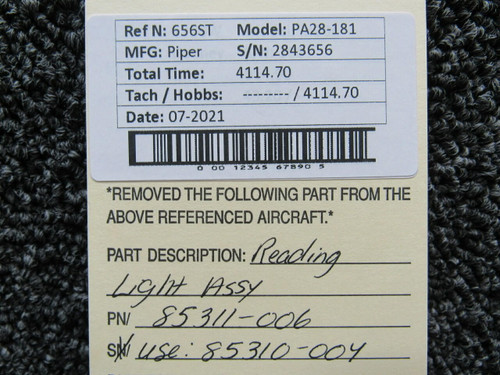 Ref N: 656ST Model: PA28-181
MFG: Piper S/N: 2843656
Total Time: 4114.70
Tach / Hobbs: --------- / 4114.70
Date: 07-2021
0 00 12345 67890 5
*REMOVED THE FOLLOWING PART FROM THE
ABOVE REFERENCED AIRCRAFT.*
PART DESCRIPTION: Reading
Light Assy
PN/ 85311-006
SN/ use: 85310-004